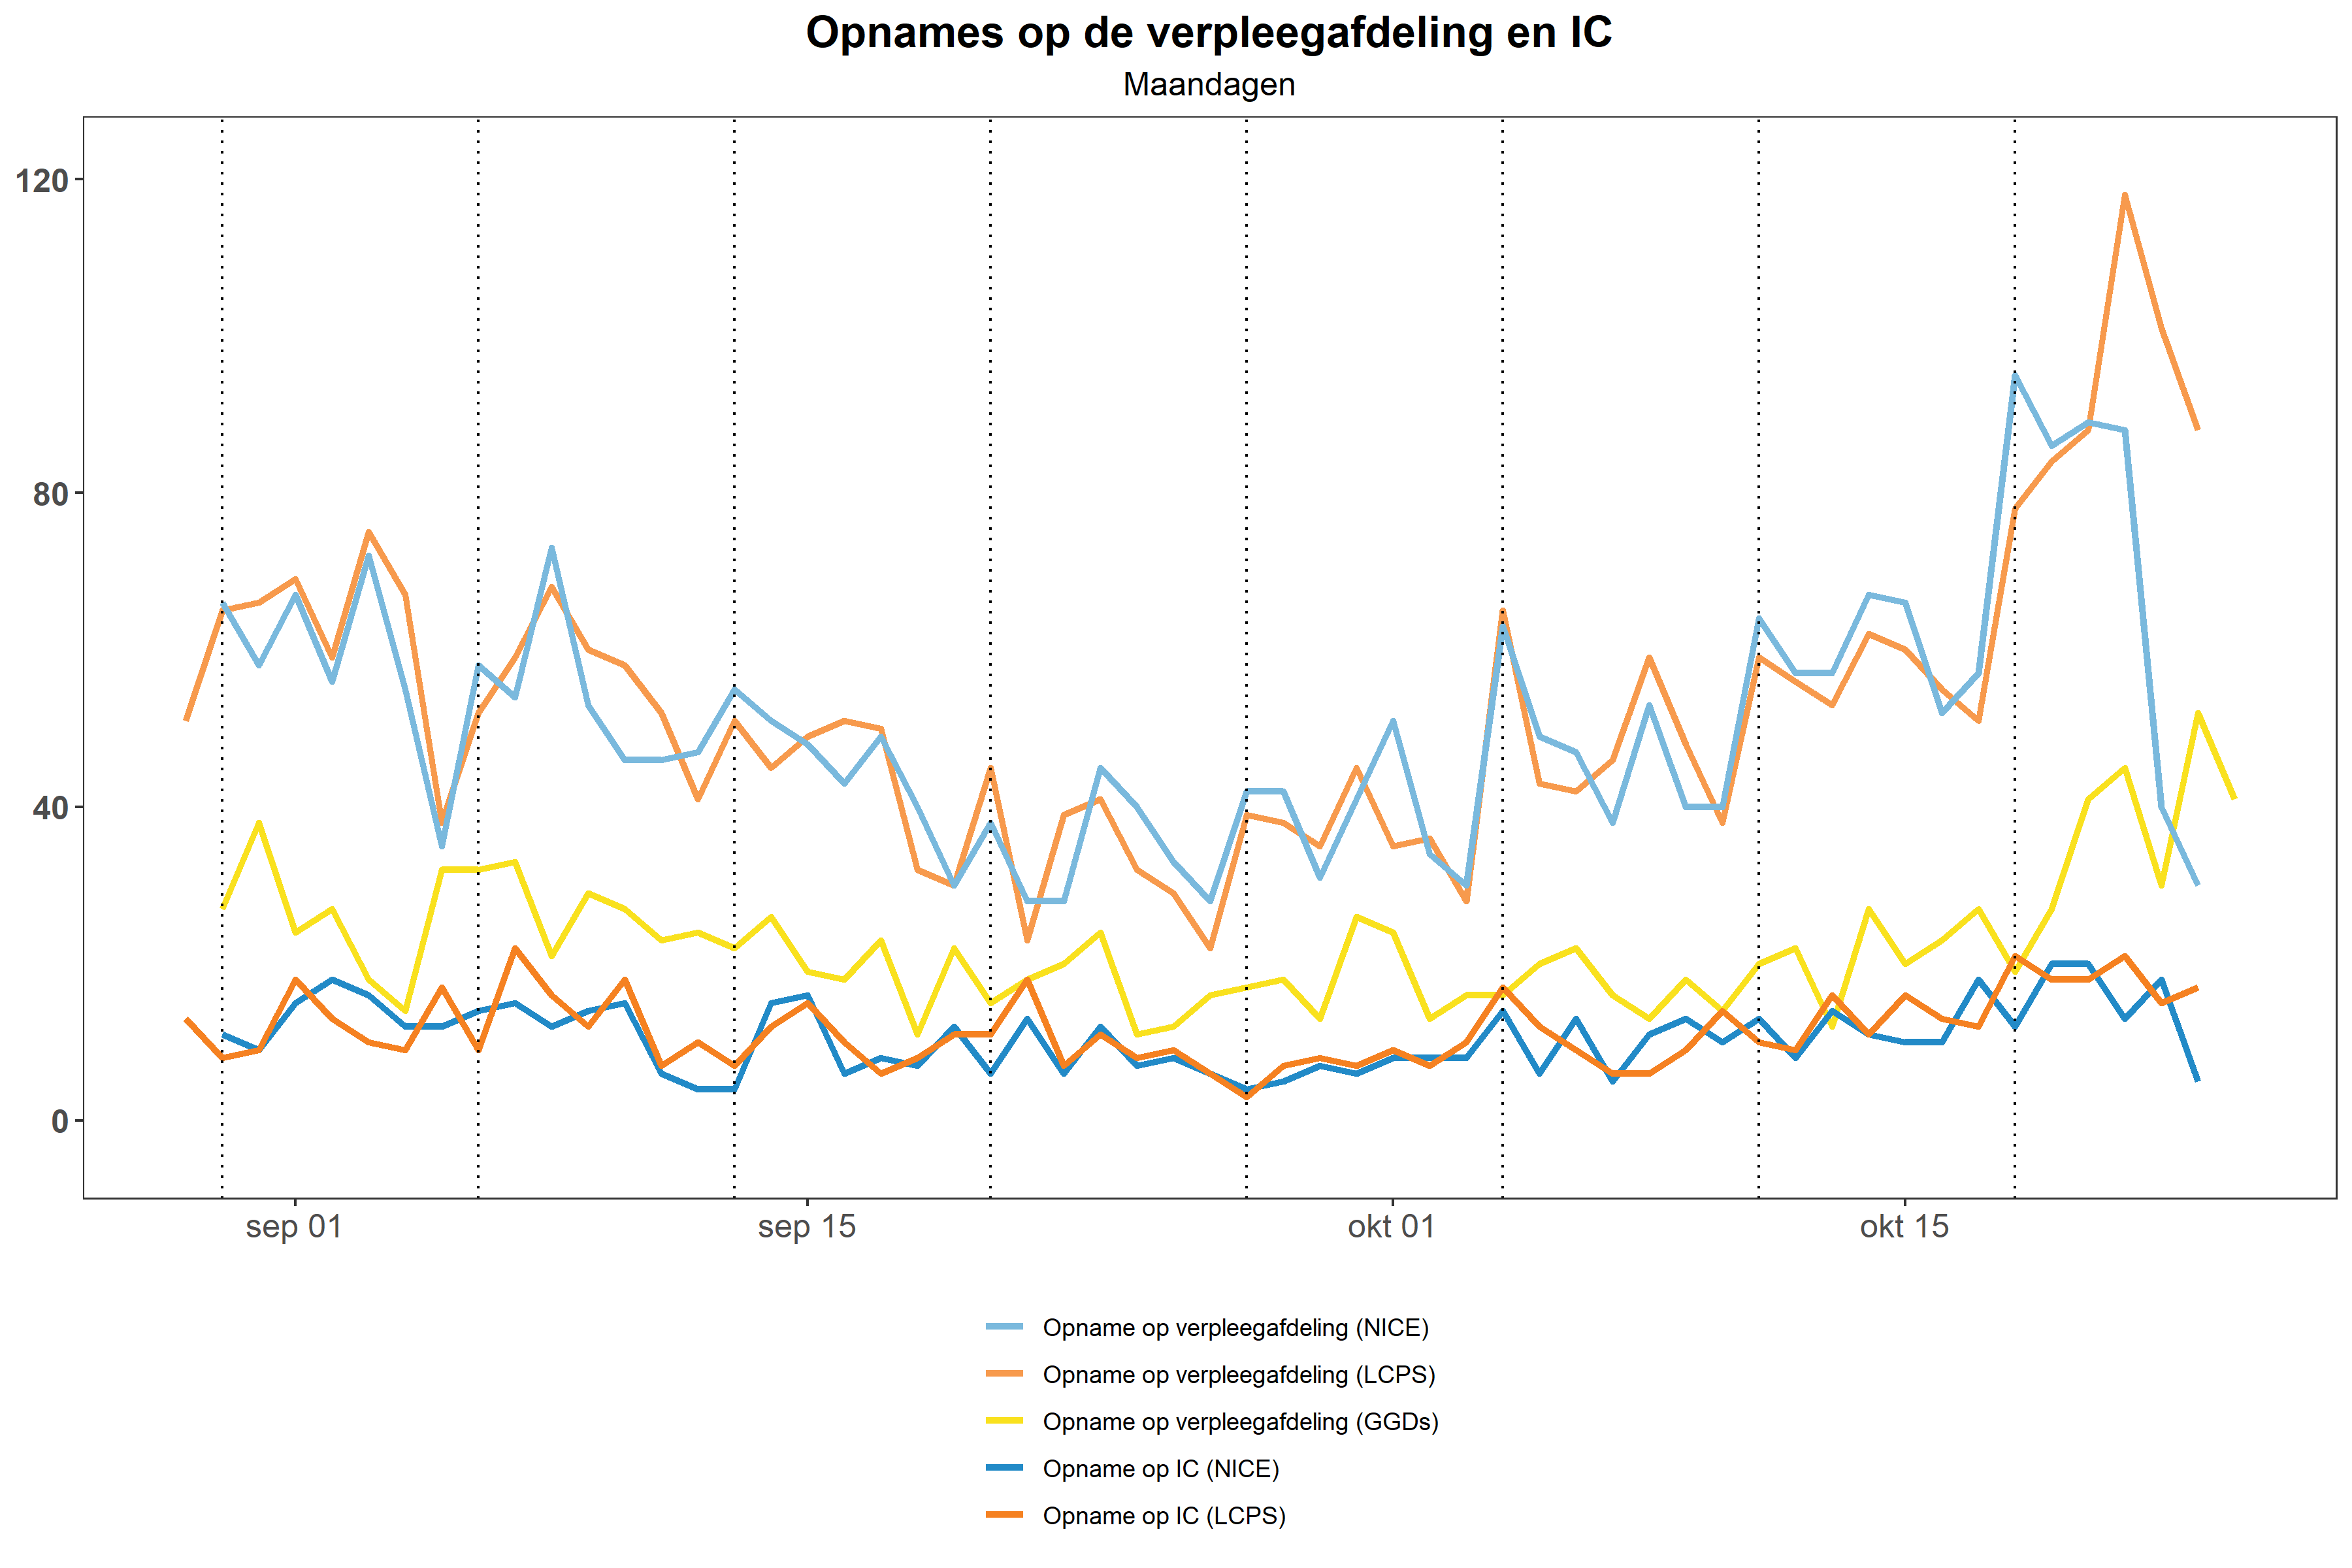 Opnames op de verpleegafdeling en IC
Maandagen
120
80
40
0
sep 01
sep 15
okt 01
okt 15
Opname op verpleegafdeling (NICE)
Opname op verpleegafdeling (LCPS)
Opname op verpleegafdeling (GGDs)
Opname op IC (NICE)
Opname op IC (LCPS)